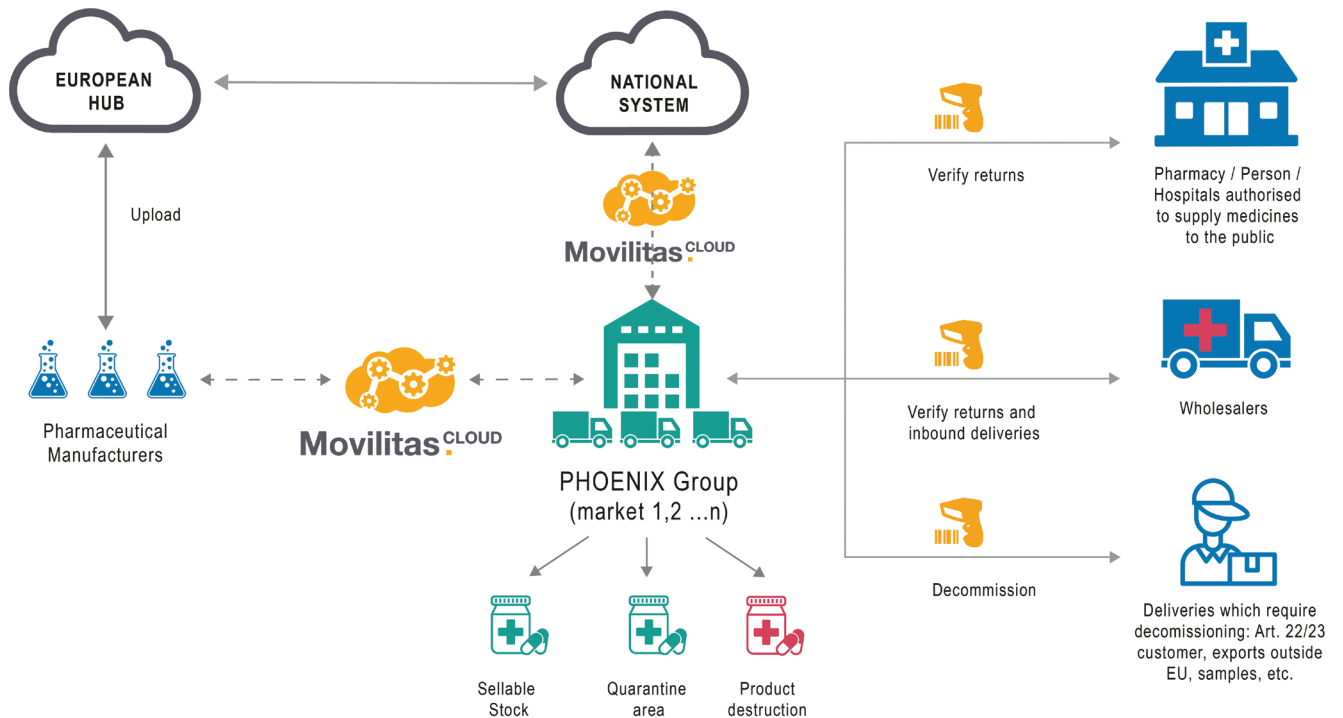 EUROPEAN
HUB
NATIONAL
SYSTEM
Upload
Movilitas.CLOUD
Verify returns
Pharmacy / Person /
Hospitals authorised
to supply medicines
to the public
Pharmaceutical
Manufacturers
Movilitas.CLOUD
PHOENIX Group
(market 1,2 ...n)
Verify returns and
inbound deliveries
Wholesalers
Decommission
Deliveries which require
decomissioning: Art. 22/23
customer, exports outside
EU, samples, etc.
Sellable
Stock
Quarantine
area
Product
destruction